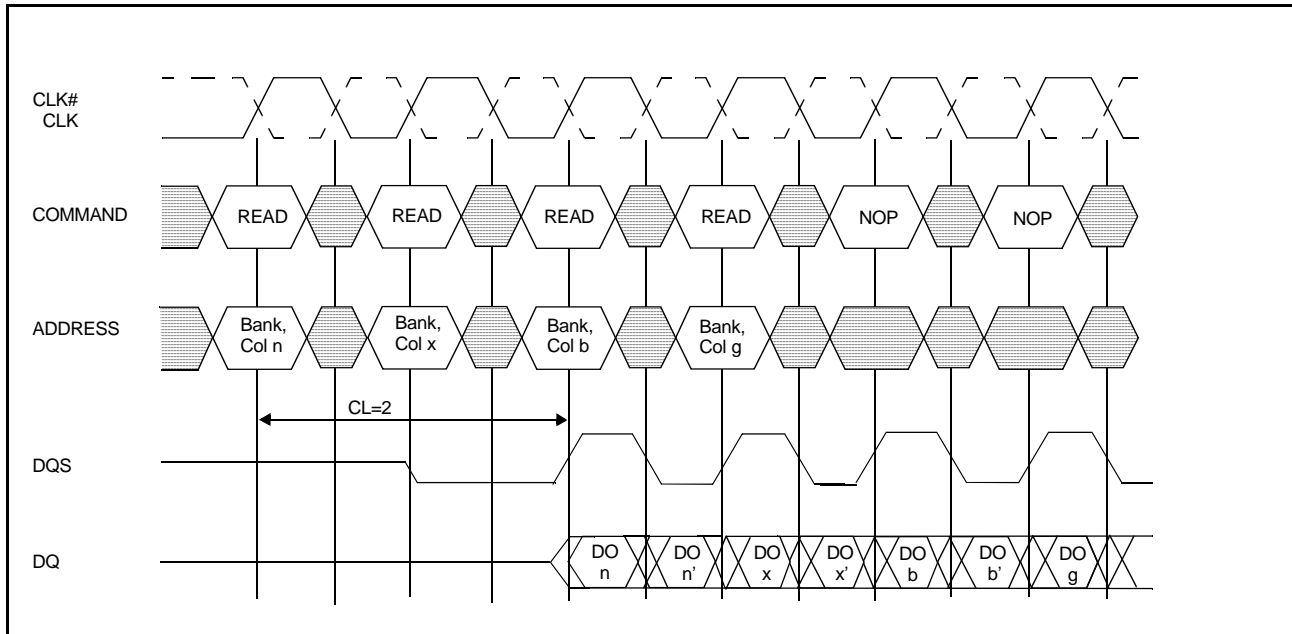 CLK#
CLK
COMMAND
READ
READ
READ
READ
NOP
NOP
ADDRESS
Bank,
Col n
Bank,
Col x
Bank,
Col b
Bank,
Col g
CL=2
DQS
DQ
DO
n
DO
n'
DO
x
DO
x'
DO
b
DO
b'
DO
g